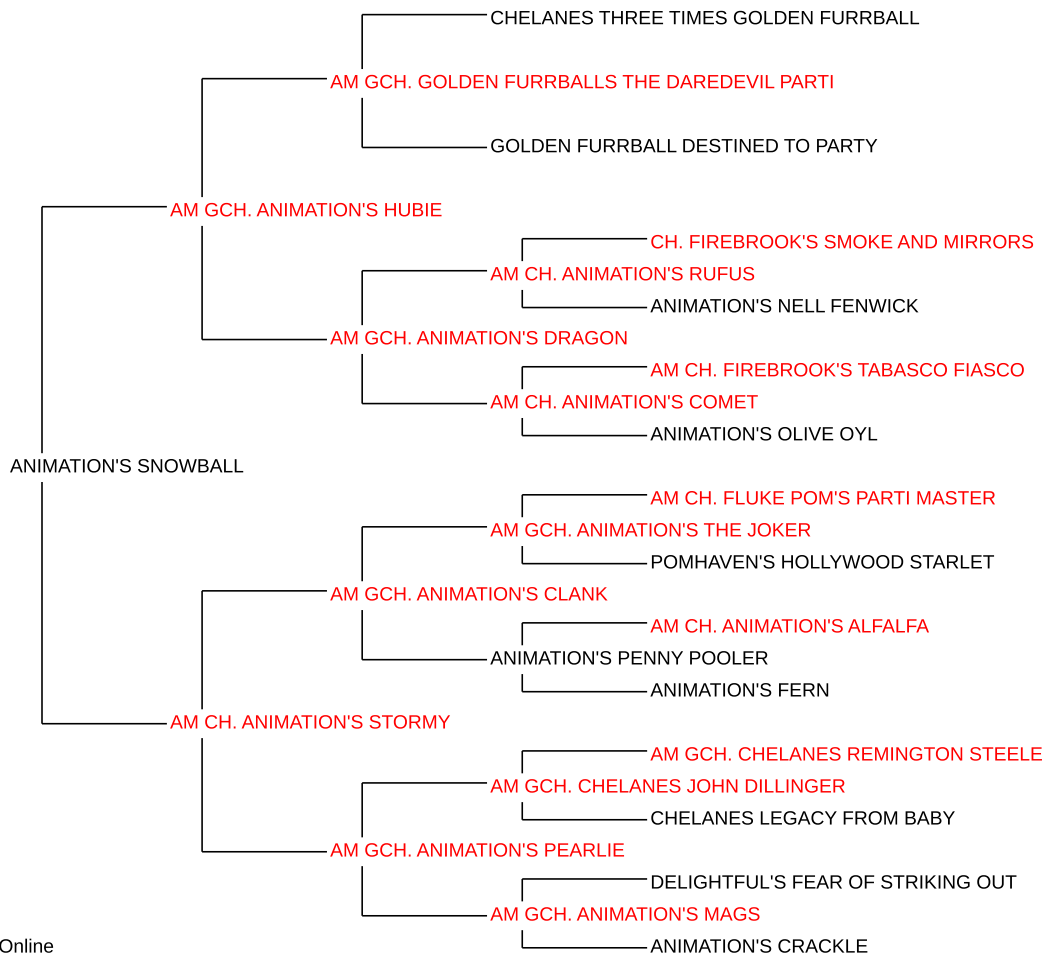 CHELANES THREE TIMES GOLDEN FURRBALL
AM GCH. GOLDEN FURRBALLS THE DAREDEVIL PARTI
GOLDEN FURRBALL DESTINED TO PARTY
AM GCH. ANIMATION'S HUBIE
CH. FIREBROOK'S SMOKE AND MIRRORS
AM CH. ANIMATION'S RUFUS
ANIMATION'S NELL FENWICK
AM GCH. ANIMATION'S DRAGON
AM CH. FIREBROOK'S TABASCO FIASCO
AM CH. ANIMATION'S COMET
ANIMATION'S OLIVE OYL
ANIMATION'S SNOWBALL
AM CH. FLUKE POM'S PARTI MASTER
AM GCH. ANIMATION'S THE JOKER
POMHAVEN'S HOLLYWOOD STARLET
AM GCH. ANIMATION'S CLANK
AM CH. ANIMATION'S ALFALFA
ANIMATION'S PENNY POOLER
ANIMATION'S FERN
AM CH. ANIMATION'S STORMY
AM GCH. CHELANES REMINGTON STEELE
AM GCH. CHELANES JOHN DILLINGER
CHELANES LEGACY FROM BABY
AM GCH. ANIMATION'S PEARLIE
DELIGHTFUL'S FEAR OF STRIKING OUT
AM GCH. ANIMATION'S MAGS
ANIMATION'S CRACKLE
Online